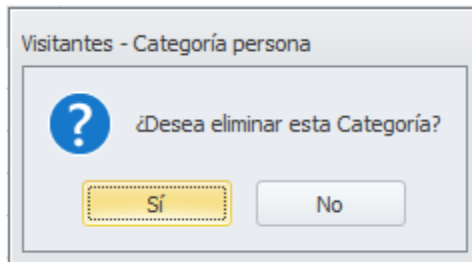 Visitantes - Categoría persona
¿Desea eliminar esta Categoría?
Sí
No